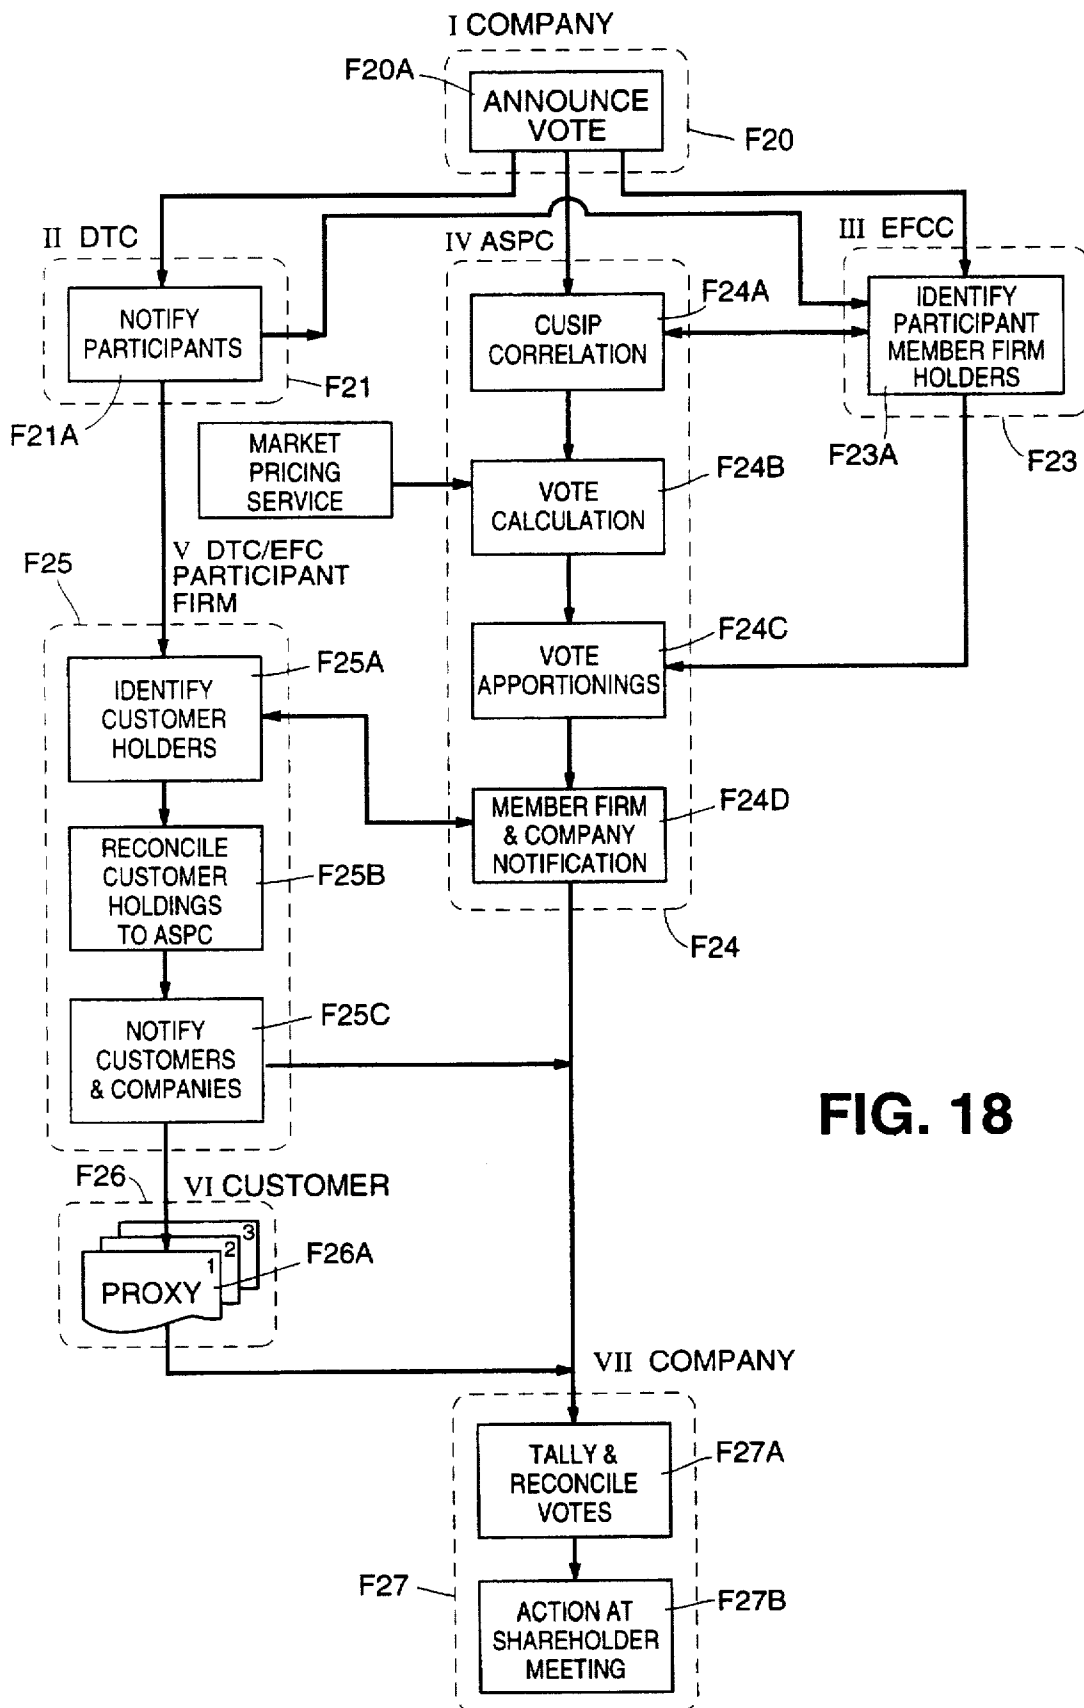 I COMPANY
F20A
ANNOUNCE
VOTE
F20
II DTC
IV ASPC
III EFCC
NOTIFY
PARTICIPANTS
F21
F21A
F24A
CUSIP
CORRELATION
IDENTIFY
PARTICIPANT
MEMBER FIRM
HOLDERS
F23A
F23
MARKET
PRICING
SERVICE
F24B
VOTE
CALCULATION
V DTC/EFC
PARTICIPANT
FIRM
F25
F24C
VOTE
APPORTIONINGS
F25A
IDENTIFY
CUSTOMER
HOLDERS
F24D
MEMBER FIRM
& COMPANY
NOTIFICATION
RECONCILE
CUSTOMER
HOLDINGS
TO ASPC
F25B
F24
F25C
NOTIFY
CUSTOMERS
& COMPANIES
FIG. 18
F26
VI CUSTOMER
3
2
1
PROXY
F26A
VII COMPANY
TALLY &
RECONCILE
VOTES
F27A
F27
ACTION AT
SHAREHOLDER
MEETING
F27B